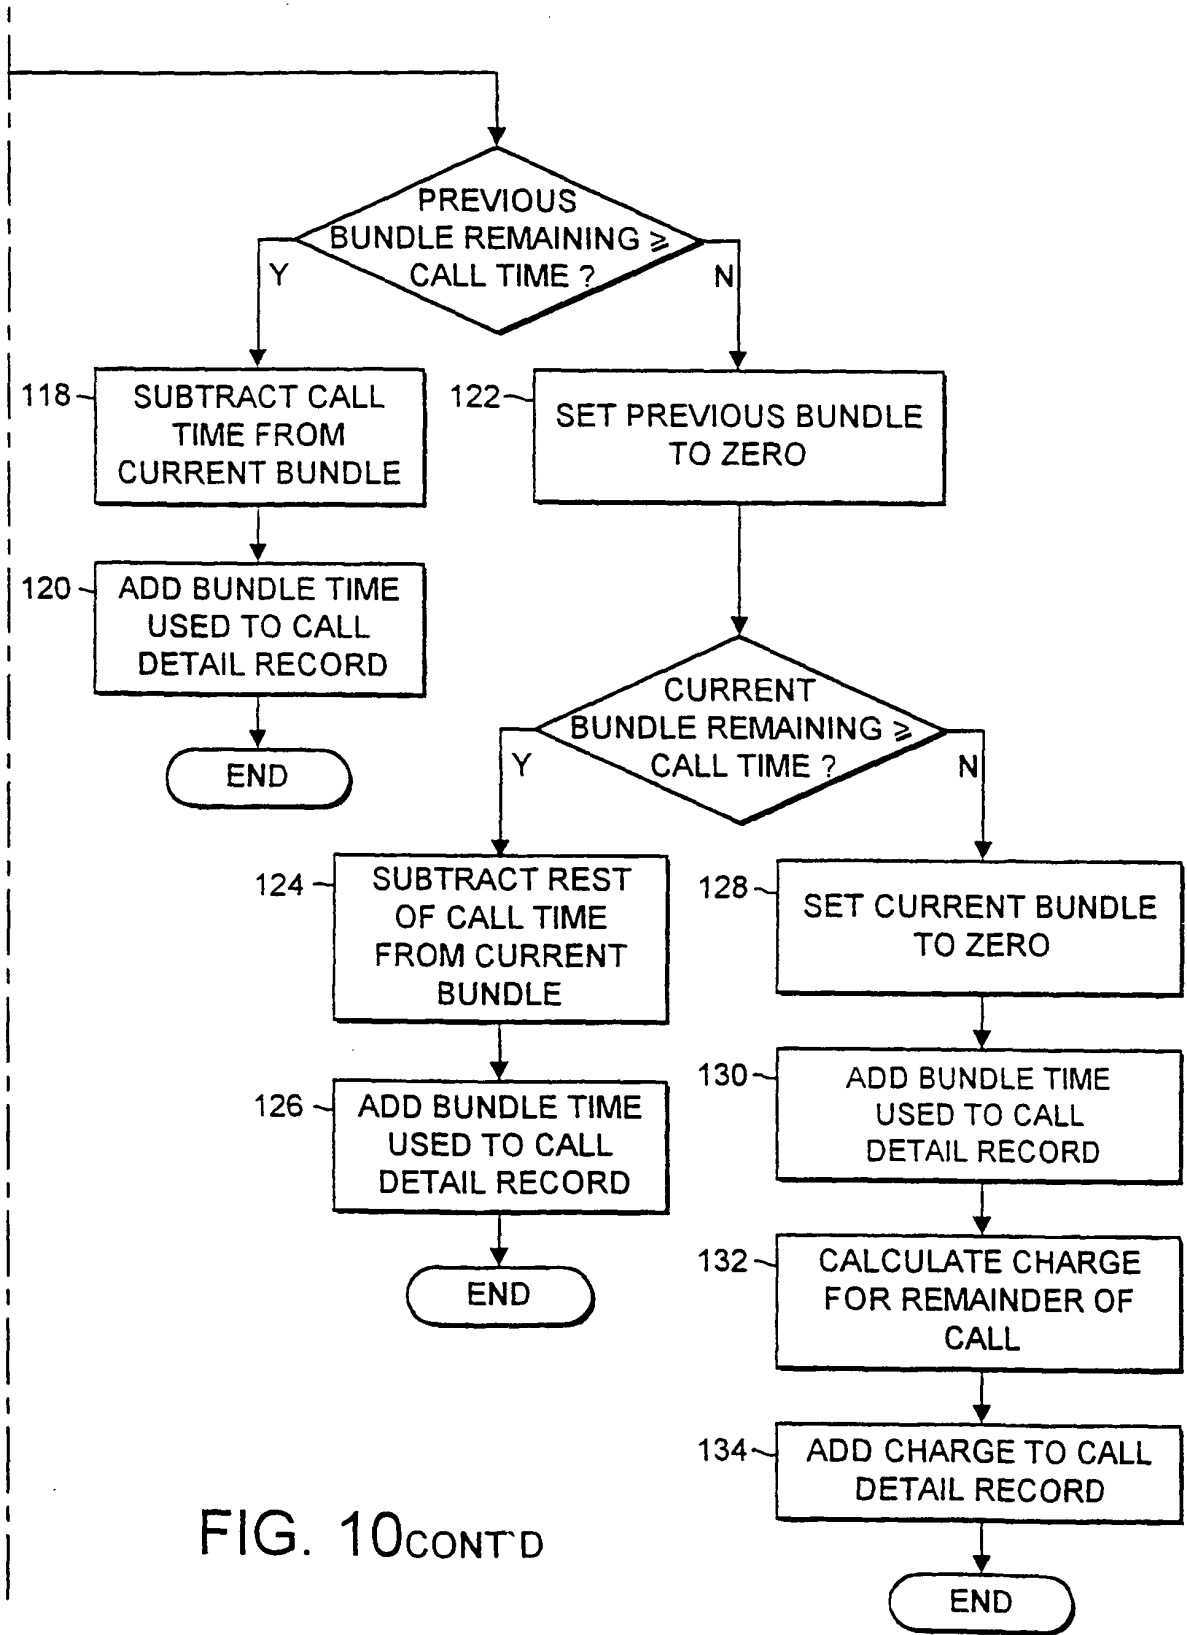 PREVIOUS
BUNDLE REMAINING ≥
CALL TIME ?
Y
N
118
SUBTRACT CALL
TIME FROM
CURRENT BUNDLE
122
SET PREVIOUS BUNDLE
TO ZERO
120
ADD BUNDLE TIME
USED TO CALL
DETAIL RECORD
END
CURRENT
BUNDLE REMAINING ≥
CALL TIME ?
Y
N
124
SUBTRACT REST
OF CALL TIME
FROM CURRENT
BUNDLE
128
SET CURRENT BUNDLE
TO ZERO
126
ADD BUNDLE TIME
USED TO CALL
DETAIL RECORD
END
130
ADD BUNDLE TIME
USED TO CALL
DETAIL RECORD
132
CALCULATE CHARGE
FOR REMAINDER OF
CALL
134
ADD CHARGE TO CALL
DETAIL RECORD
END
FIG. 10 CONT'D